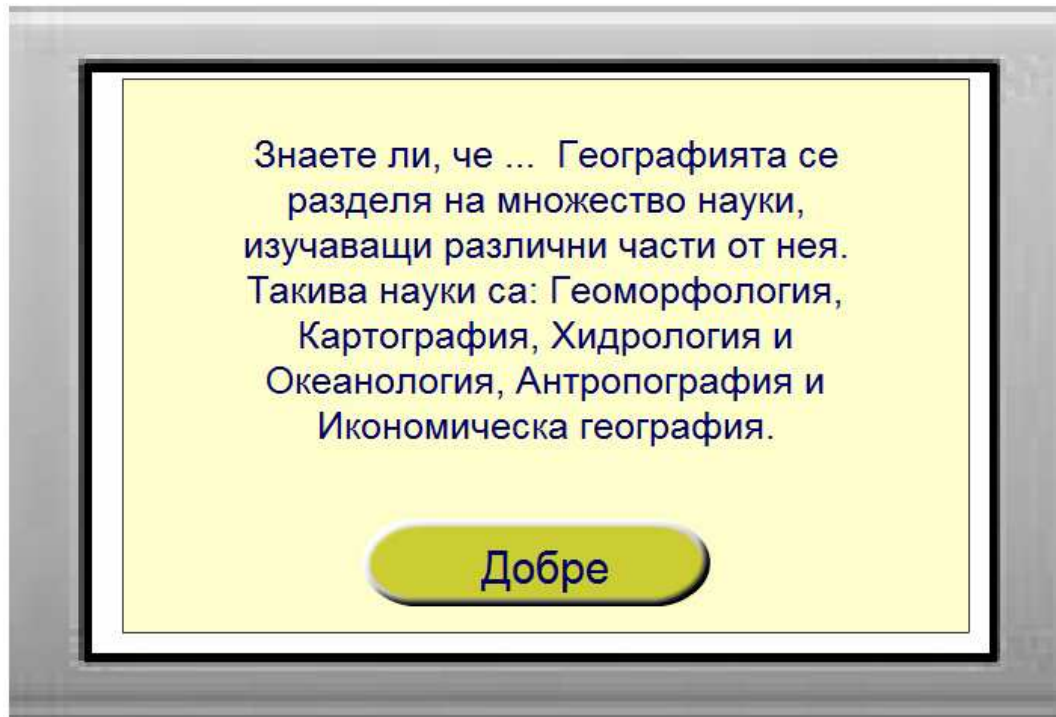 Знаете ли, че ... Географията се
разделя на множество науки,
изучаващи различни части от нея.
Такива науки са: Геоморфология,
Картография, Хидрология и
Океанология, Антропография и
Икономическа география.
Добре